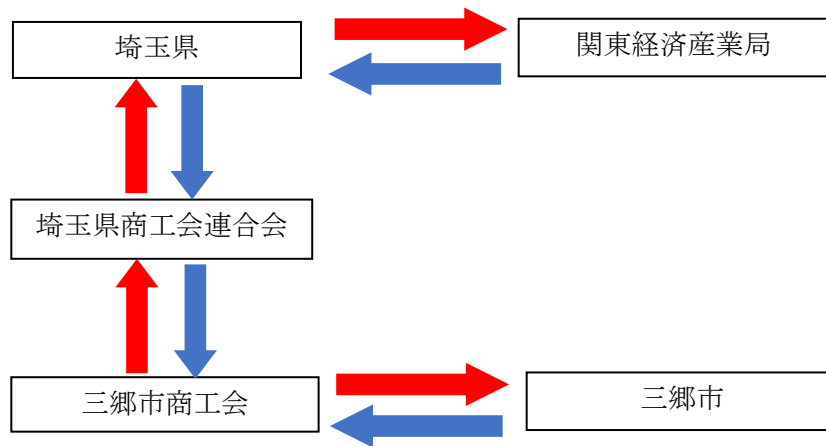 埼玉県
関東経済産業局
埼玉県商工会連合会
三郷市商工会
三郷市